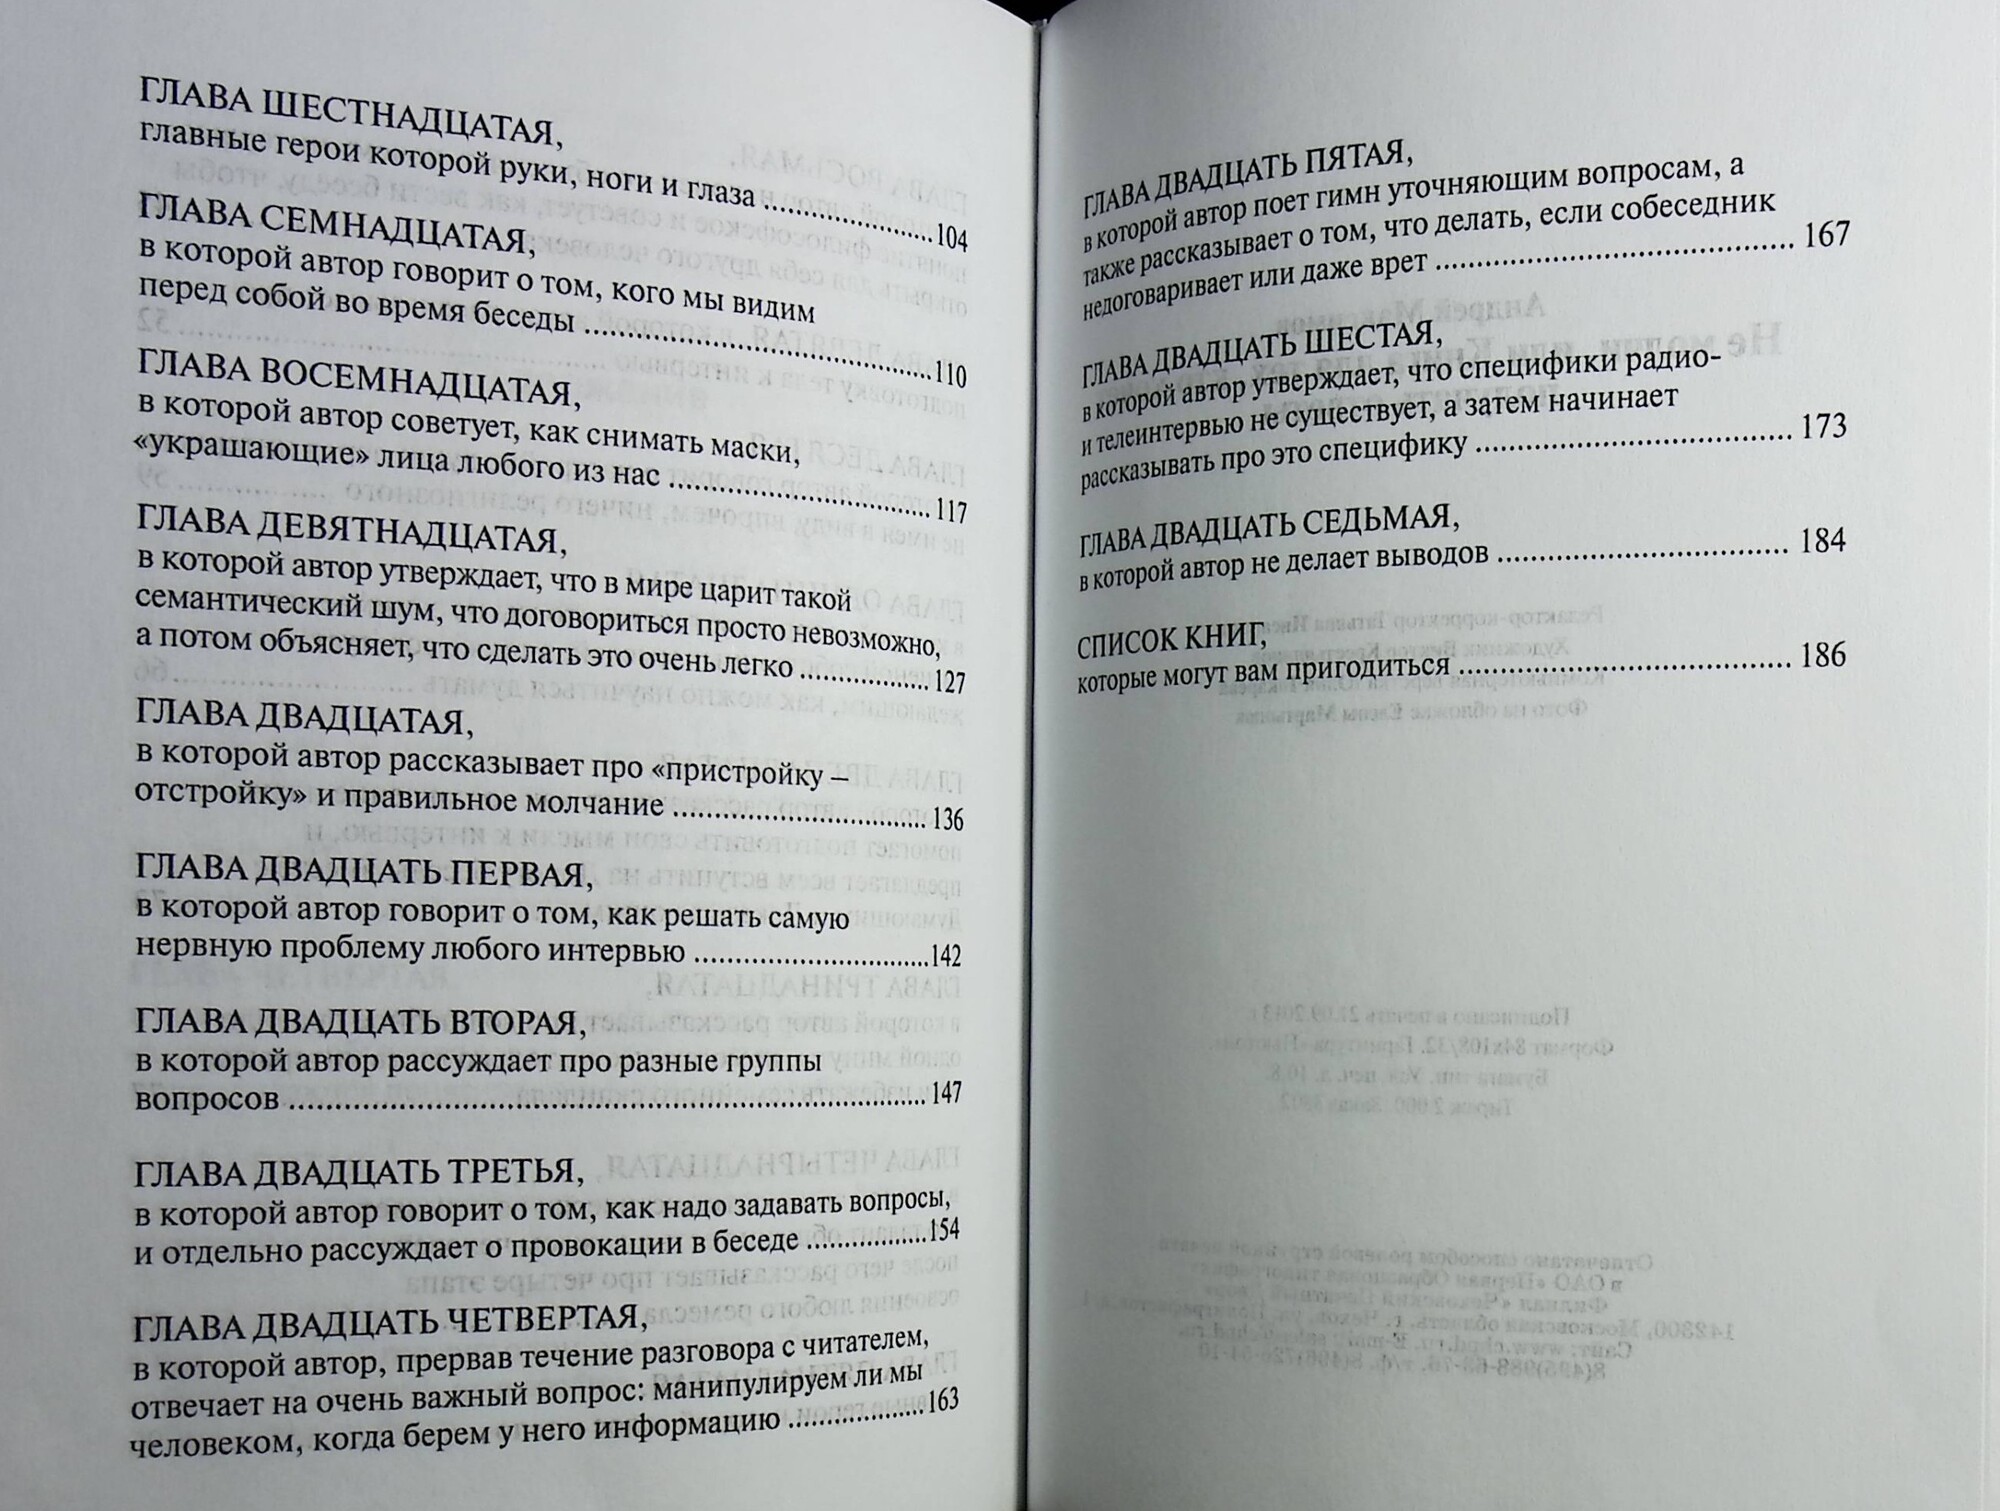 ГЛАВА ШЕСТНАДЦАТАЯ,
главные герои которой руки, ноги и глаза ........................ 104
ГЛАВА СЕМНАДЦАТАЯ,
в которой автор говорит о том, кого мы видим
перед собой во время беседы ........................ 110
ГЛАВА ВОСЕМНАДЦАТАЯ,
в которой автор советует, как снимать маски,
«украшающие» лица любого из нас ........................ 117
ГЛАВА ДЕВЯТНАДЦАТАЯ,
в которой автор утверждает, что в мире царит такой
семантический шум, что договориться просто невозможно,
а потом объясняет, что сделать это очень легко ........................ 127
ГЛАВА ДВАДЦАТАЯ,
в которой автор рассказывает про «пристройку –
отстройку» и правильное молчание ........................ 136
ГЛАВА ДВАДЦАТЬ ПЕРВАЯ,
в которой автор говорит о том, как решать самую
нервную проблему любого интервью ........................ 142
ГЛАВА ДВАДЦАТЬ ВТОРАЯ,
в которой автор рассуждает про разные группы
вопросов ........................ 147
ГЛАВА ДВАДЦАТЬ ТРЕТЬЯ,
в которой автор говорит о том, как надо задавать вопросы,
и отдельно рассуждает о провокации в беседе ........................ 154
ГЛАВА ДВАДЦАТЬ ЧЕТВЕРТАЯ,
в которой автор, прервав течение разговора с читателем,
отвечает на очень важный вопрос: манипулируем ли мы
человеком, когда берем у него информацию ........................ 163
ГЛАВА ДВАДЦАТЬ ПЯТАЯ,
в которой автор поет гимн уточняющим вопросам, а
также рассказывает о том, что делать, если собеседник
недоговаривает или даже врет ........................ 167
ГЛАВА ДВАДЦАТЬ ШЕСТАЯ,
в которой автор утверждает, что специфики радио-
и телеинтервью не существует, а затем начинает
рассказывать про это специфику ........................ 173
ГЛАВА ДВАДЦАТЬ СЕДЬМАЯ,
в которой автор не делает выводов ........................ 184
СПИСОК КНИГ,
которые могут вам пригодиться ........................ 186